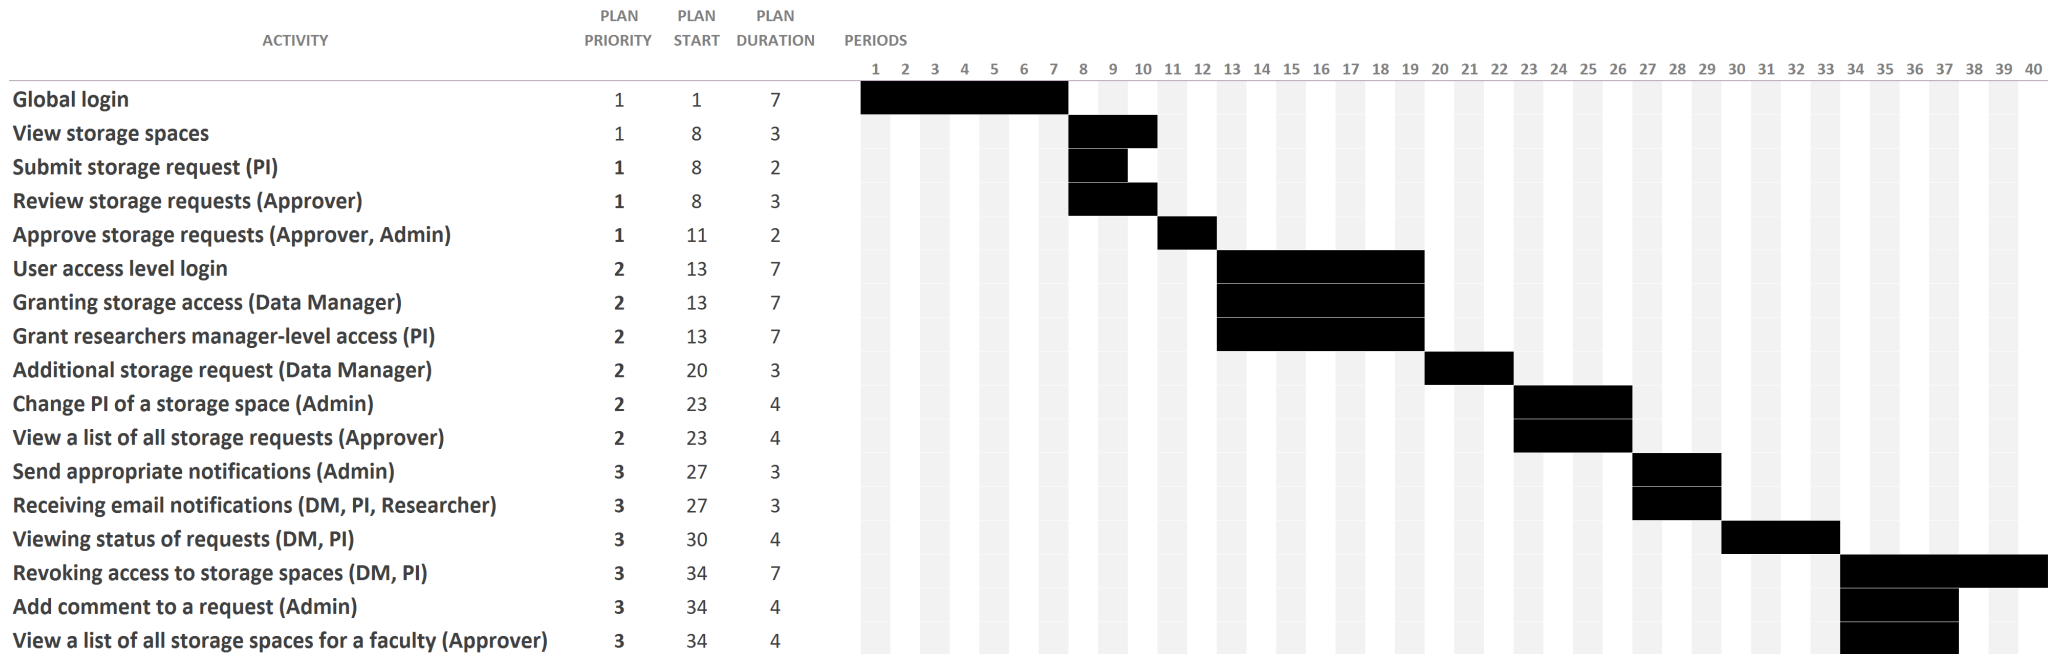 PLAN PLAN PLAN
ACTIVITY PRIORITY START DURATION PERIODS
1 2 3 4 5 6 7 8 9 10 11 12 13 14 15 16 17 18 19 20 21 22 23 24 25 26 27 28 29 30 31 32 33 34 35 36 37 38 39 40
Global login 1 1 7
View storage spaces 1 8 3
Submit storage request (PI) 1 8 2
Review storage requests (Approver) 1 8 3
Approve storage requests (Approver, Admin) 1 11 2
User access level login 2 13 7
Granting storage access (Data Manager) 2 13 7
Grant researchers manager-level access (PI) 2 13 7
Additional storage request (Data Manager) 2 20 3
Change PI of a storage space (Admin) 2 23 4
View a list of all storage requests (Approver) 2 23 4
Send appropriate notifications (Admin) 3 27 3
Receiving email notifications (DM, PI, Researcher) 3 27 3
Viewing status of requests (DM, PI) 3 30 4
Revoking access to storage spaces (DM, PI) 3 34 7
Add comment to a request (Admin) 3 34 4
View a list of all storage spaces for a faculty (Approver) 3 34 4